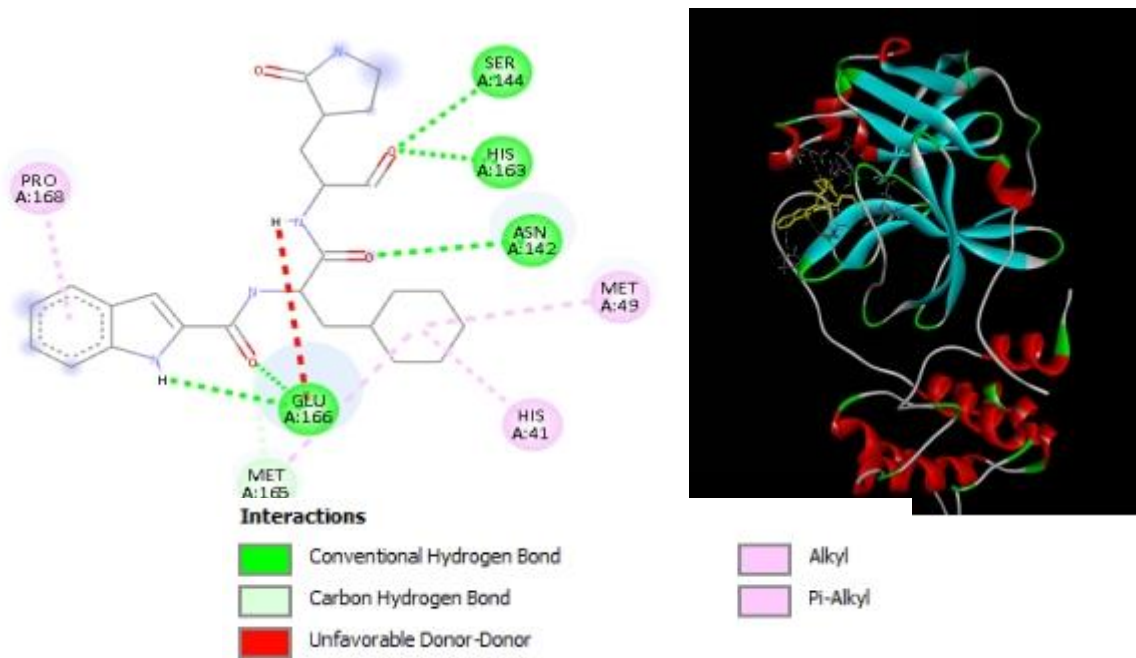 SER
A:144
O
N
O
HIS
A:163
PRO
A:168
H
N
ASN
A:142
O
MET
A:49
N
O
N
H
GLU
A:166
HIS
A:41
MET
A:165
Interactions
Conventional Hydrogen Bond
Carbon Hydrogen Bond
Unfavorable Donor-Donor
Alkyl
Pi-Alkyl